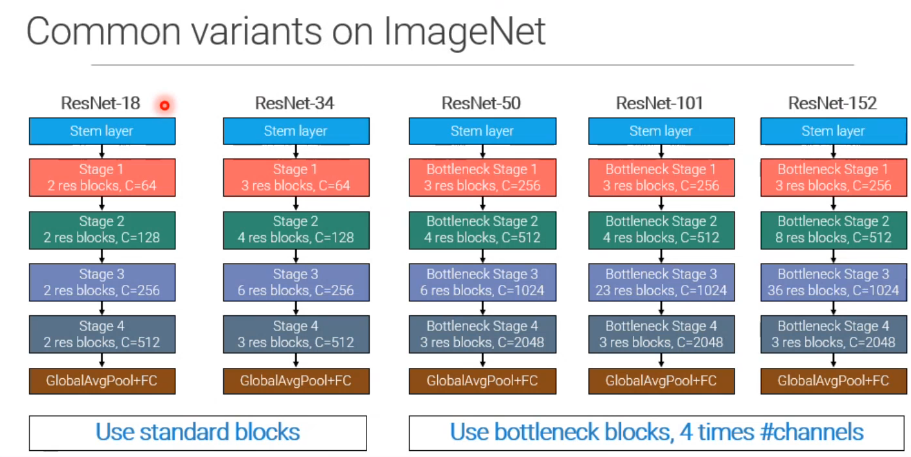 Common variants on ImageNet
ResNet-18
Stem layer
Stage 1
2 res blocks, C=64
Stage 2
2 res blocks, C=128
Stage 3
2 res blocks, C=256
Stage 4
2 res blocks, C=512
GlobalAvgPool+FC
ResNet-34
Stem layer
Stage 1
3 res blocks, C=64
Stage 2
4 res blocks, C=128
Stage 3
6 res blocks, C=256
Stage 4
3 res blocks, C=512
GlobalAvgPool+FC
Use standard blocks
ResNet-50
Stem layer
Bottleneck Stage 1
3 res blocks, C=256
Bottleneck Stage 2
4 res blocks, C=512
Bottleneck Stage 3
6 res blocks, C=1024
Bottleneck Stage 4
3 res blocks, C=2048
GlobalAvgPool+FC
ResNet-101
Stem layer
Bottleneck Stage 1
3 res blocks, C=256
Bottleneck Stage 2
4 res blocks, C=512
Bottleneck Stage 3
23 res blocks, C=1024
Bottleneck Stage 4
3 res blocks, C=2048
GlobalAvgPool+FC
ResNet-152
Stem layer
Bottleneck Stage 1
3 res blocks, C=256
Bottleneck Stage 2
8 res blocks, C=512
Bottleneck Stage 3
36 res blocks, C=1024
Bottleneck Stage 4
3 res blocks, C=2048
GlobalAvgPool+FC
Use bottleneck blocks, 4 times #channels